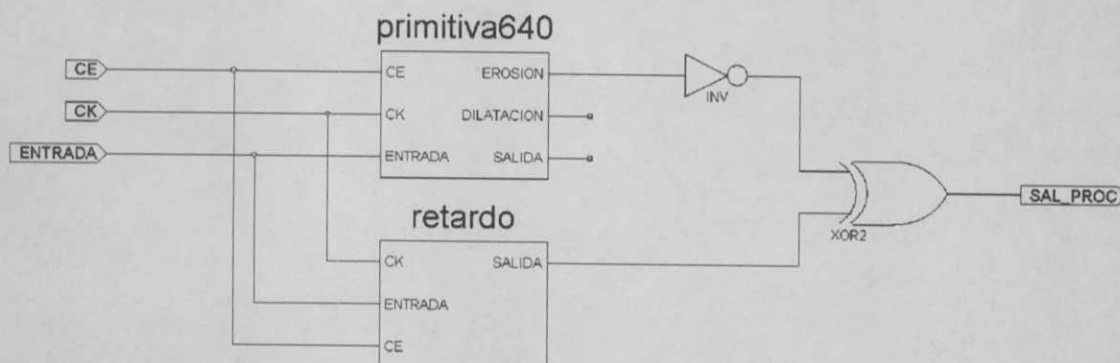 primitiva640
CE
CE
EROSION
INV
CK
CK
DILATACION
ENTRADA
ENTRADA
SALIDA
SAL_PROC
XOR2
retardo
CK
SALIDA
ENTRADA
CE